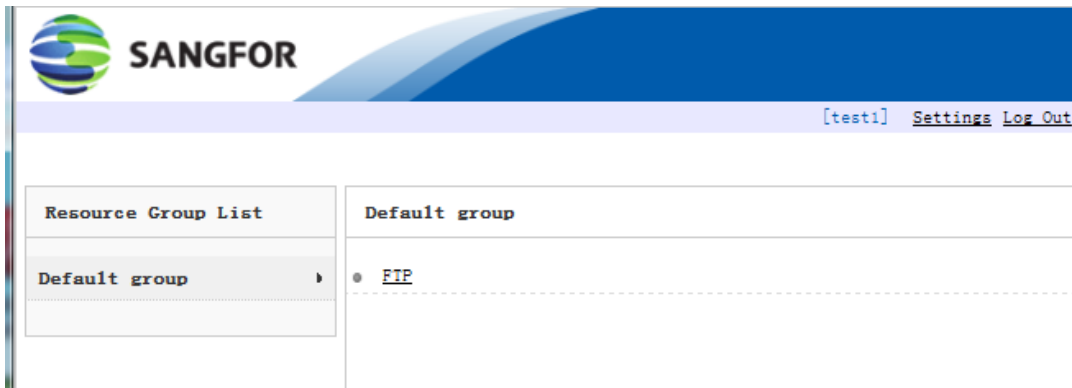 SANGFOR
[test1] Settings Log Out
Resource Group List
Default group
Default group
FTP